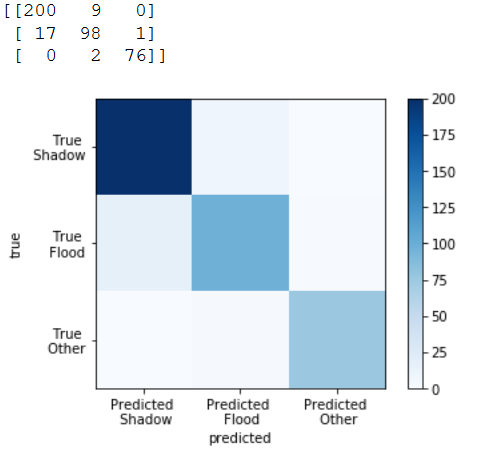 [[200 9 0]
[ 17 98 1]
[ 0 2 76]]
True
Shadow
True
Flood
True
Other
true
Predicted
Shadow
Predicted
Flood
Predicted
Other
predicted
200
175
150
125
100
75
50
25
0